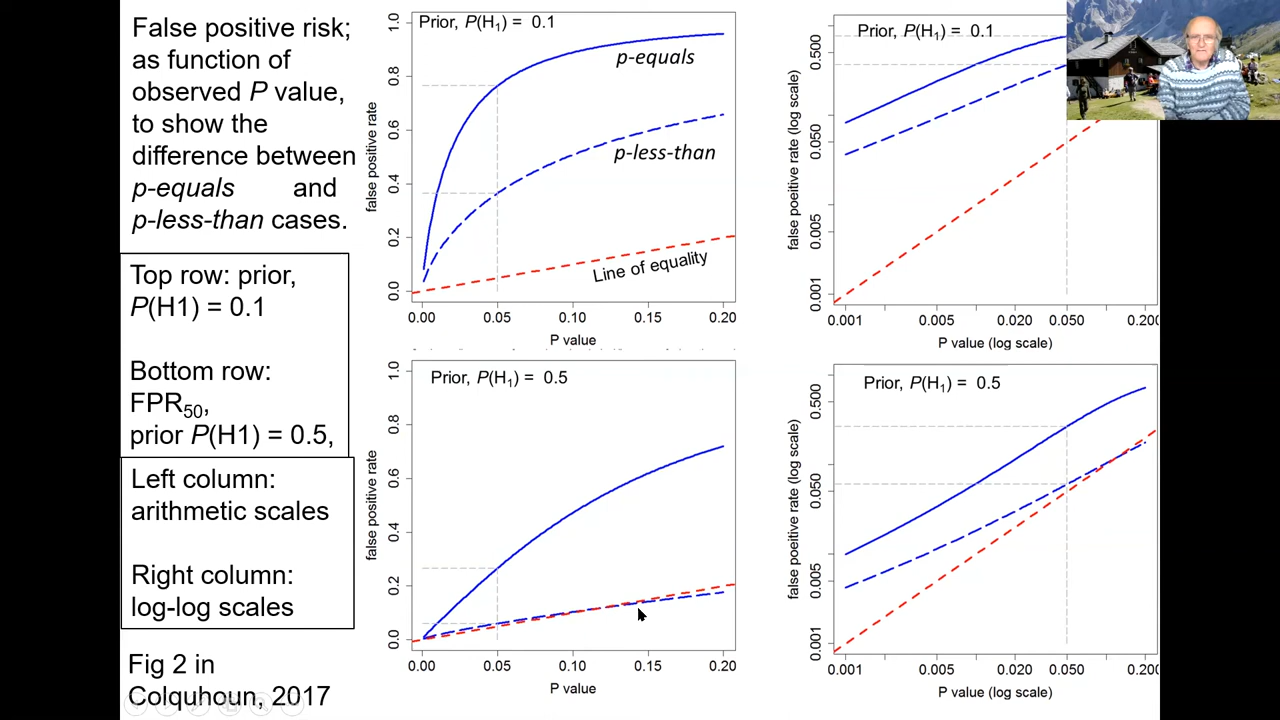 False positive risk;
as function of
observed P value,
to show the
difference between
p-equals and
p-less-than cases.
Top row: prior,
P(H1) = 0.1
Bottom row:
FPR50,
prior P(H1) = 0.5,
Left column:
arithmetic scales
Right column:
log-log scales
Fig 2 in
Colquhoun, 2017
Prior, P(H1) = 0.1
p-equals
p-less-than
Line of equality
false positive rate
0.0 0.2 0.4 0.6 0.8 1.0
0.00 0.05 0.10 0.15 0.20
P value
Prior, P(H1) = 0.1
false poeitive rate (log scale)
0.001 0.005 0.050 0.500
0.001 0.005 0.020 0.050 0.200
P value (log scale)
Prior, P(H1) = 0.5
false positive rate
0.0 0.2 0.4 0.6 0.8 1.0
0.00 0.05 0.10 0.15 0.20
P value
Prior, P(H1) = 0.5
false poeitive rate (log scale)
0.001 0.005 0.050 0.500
0.001 0.005 0.020 0.050 0.200
P value (log scale)